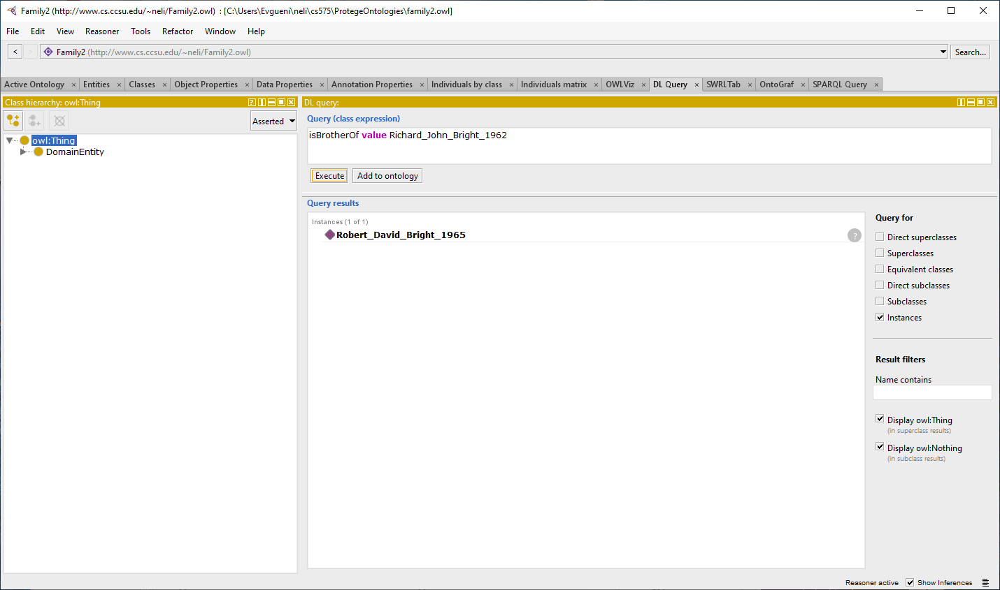 Family2 (http://www.cs.ccsu.edu/~neli/Family2.owl) : [C:\Users\Evgueni\neli\cs575\ProtegeOntologies\family2.owl]
File Edit View Reasoner Tools Refactor Window Help
< > Family2 (http://www.cs.ccsu.edu/~neli/Family2.owl) Search...
Active Ontology × Entities × Classes × Object Properties × Data Properties × Annotation Properties × Individuals by class × Individuals matrix × OWLViz × DL Query × SWRLTab × OntoGraf × SPARQL Query ×
Class hierarchy: owl:Thing
Asserted
owl:Thing
DomainEntity
DL query:
Query (class expression)
isBrotherOf value Richard_John_Bright_1962
Execute Add to ontology
Query results
Instances (1 of 1)
Robert_David_Bright_1965 ?
Query for
Direct superclasses
Superclasses
Equivalent classes
Direct subclasses
Subclasses
Instances
Result filters
Name contains
Display owl:Thing
(in superclass results)
Display owl:Nothing
(in subclass results)
Reasoner active Show Inferences